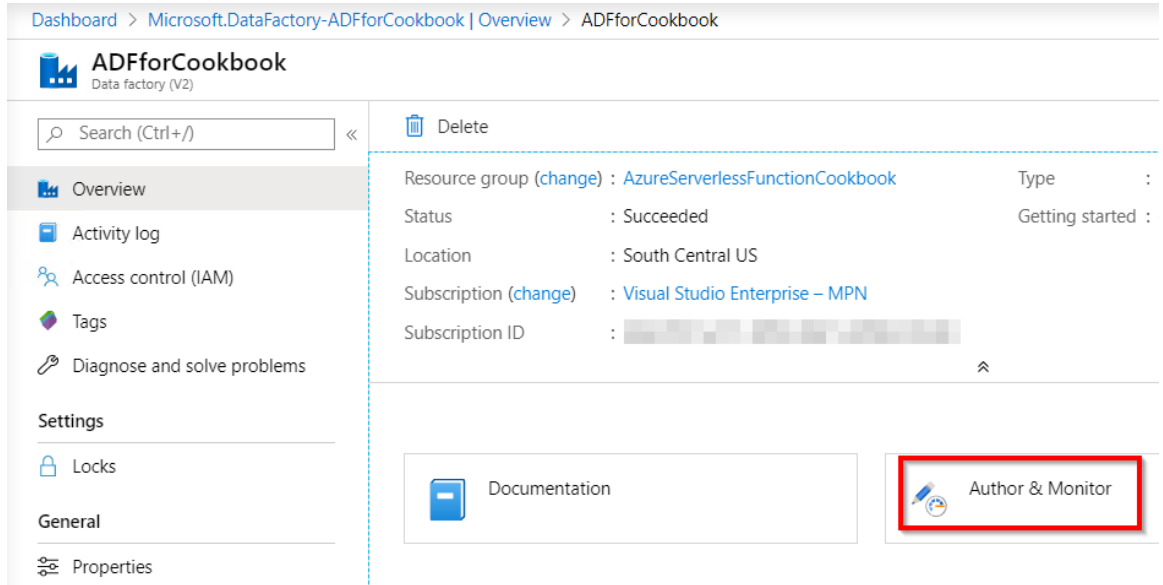 Dashboard > Microsoft.DataFactory-ADFforCookbook | Overview > ADFforCookbook
ADFforCookbook
Data factory (V2)
Search (Ctrl+/)
«
Overview
Activity log
Access control (IAM)
Tags
Diagnose and solve problems
Settings
Locks
General
Properties
Delete
Resource group (change) : AzureServerlessFunctionCookbook
Status : Succeeded
Location : South Central US
Subscription (change) : Visual Studio Enterprise – MPN
Subscription ID :
Type :
Getting started :
Documentation
Author & Monitor